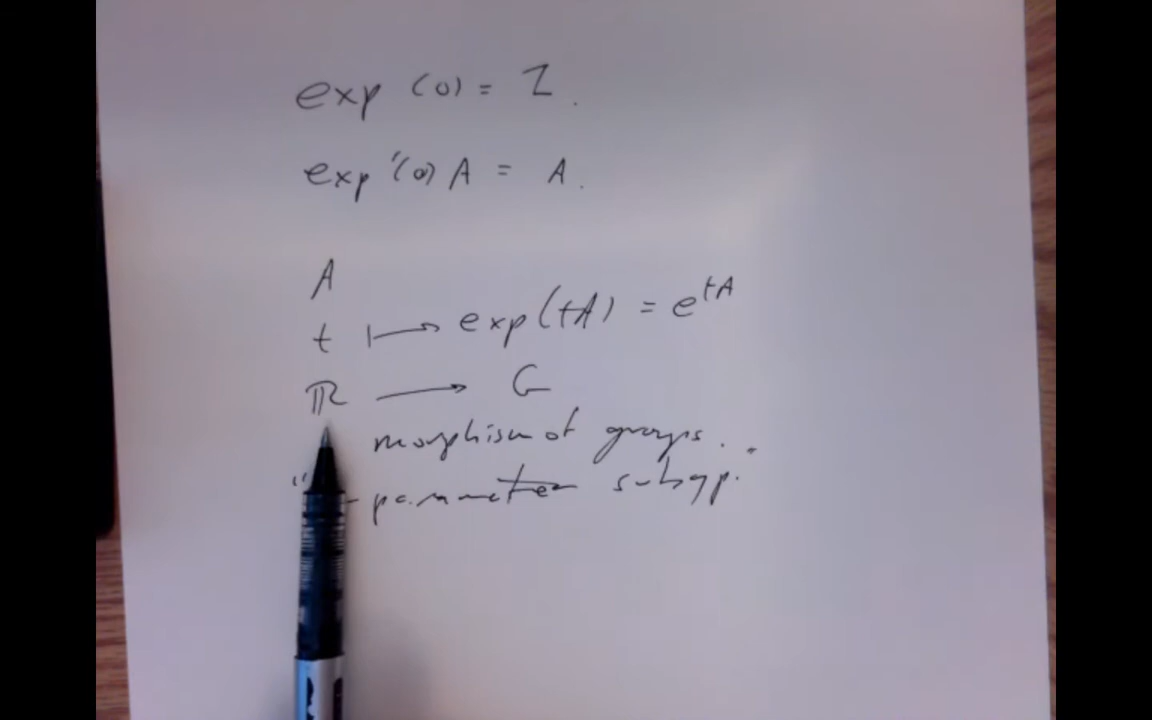 exp (0) = I.
exp'(0) A = A.
A
t ↦ exp(tA) = e^{tA}
ℝ → G
morphism of groups.
" -parameter subgp."